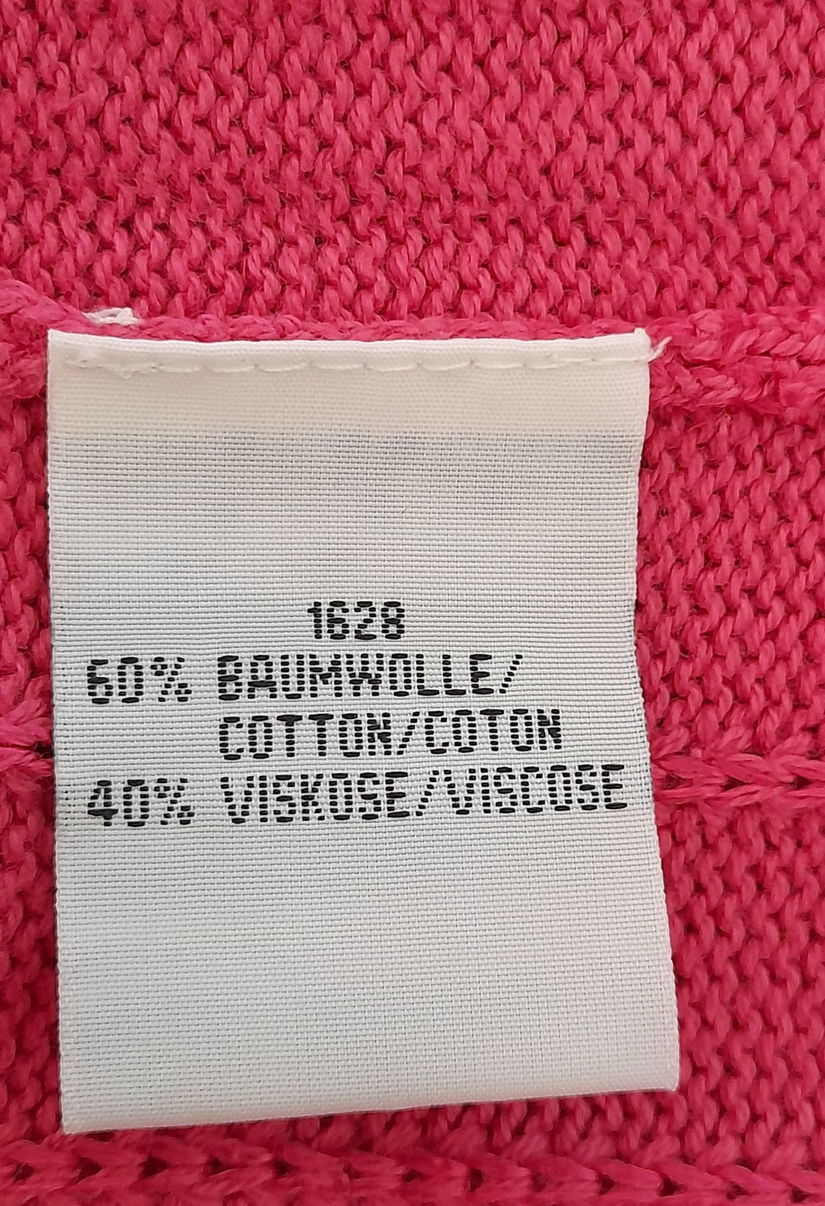 1628
60% BAUMWOLLE/
COTTON/COTON
40% VISKOSE/VISCOSE